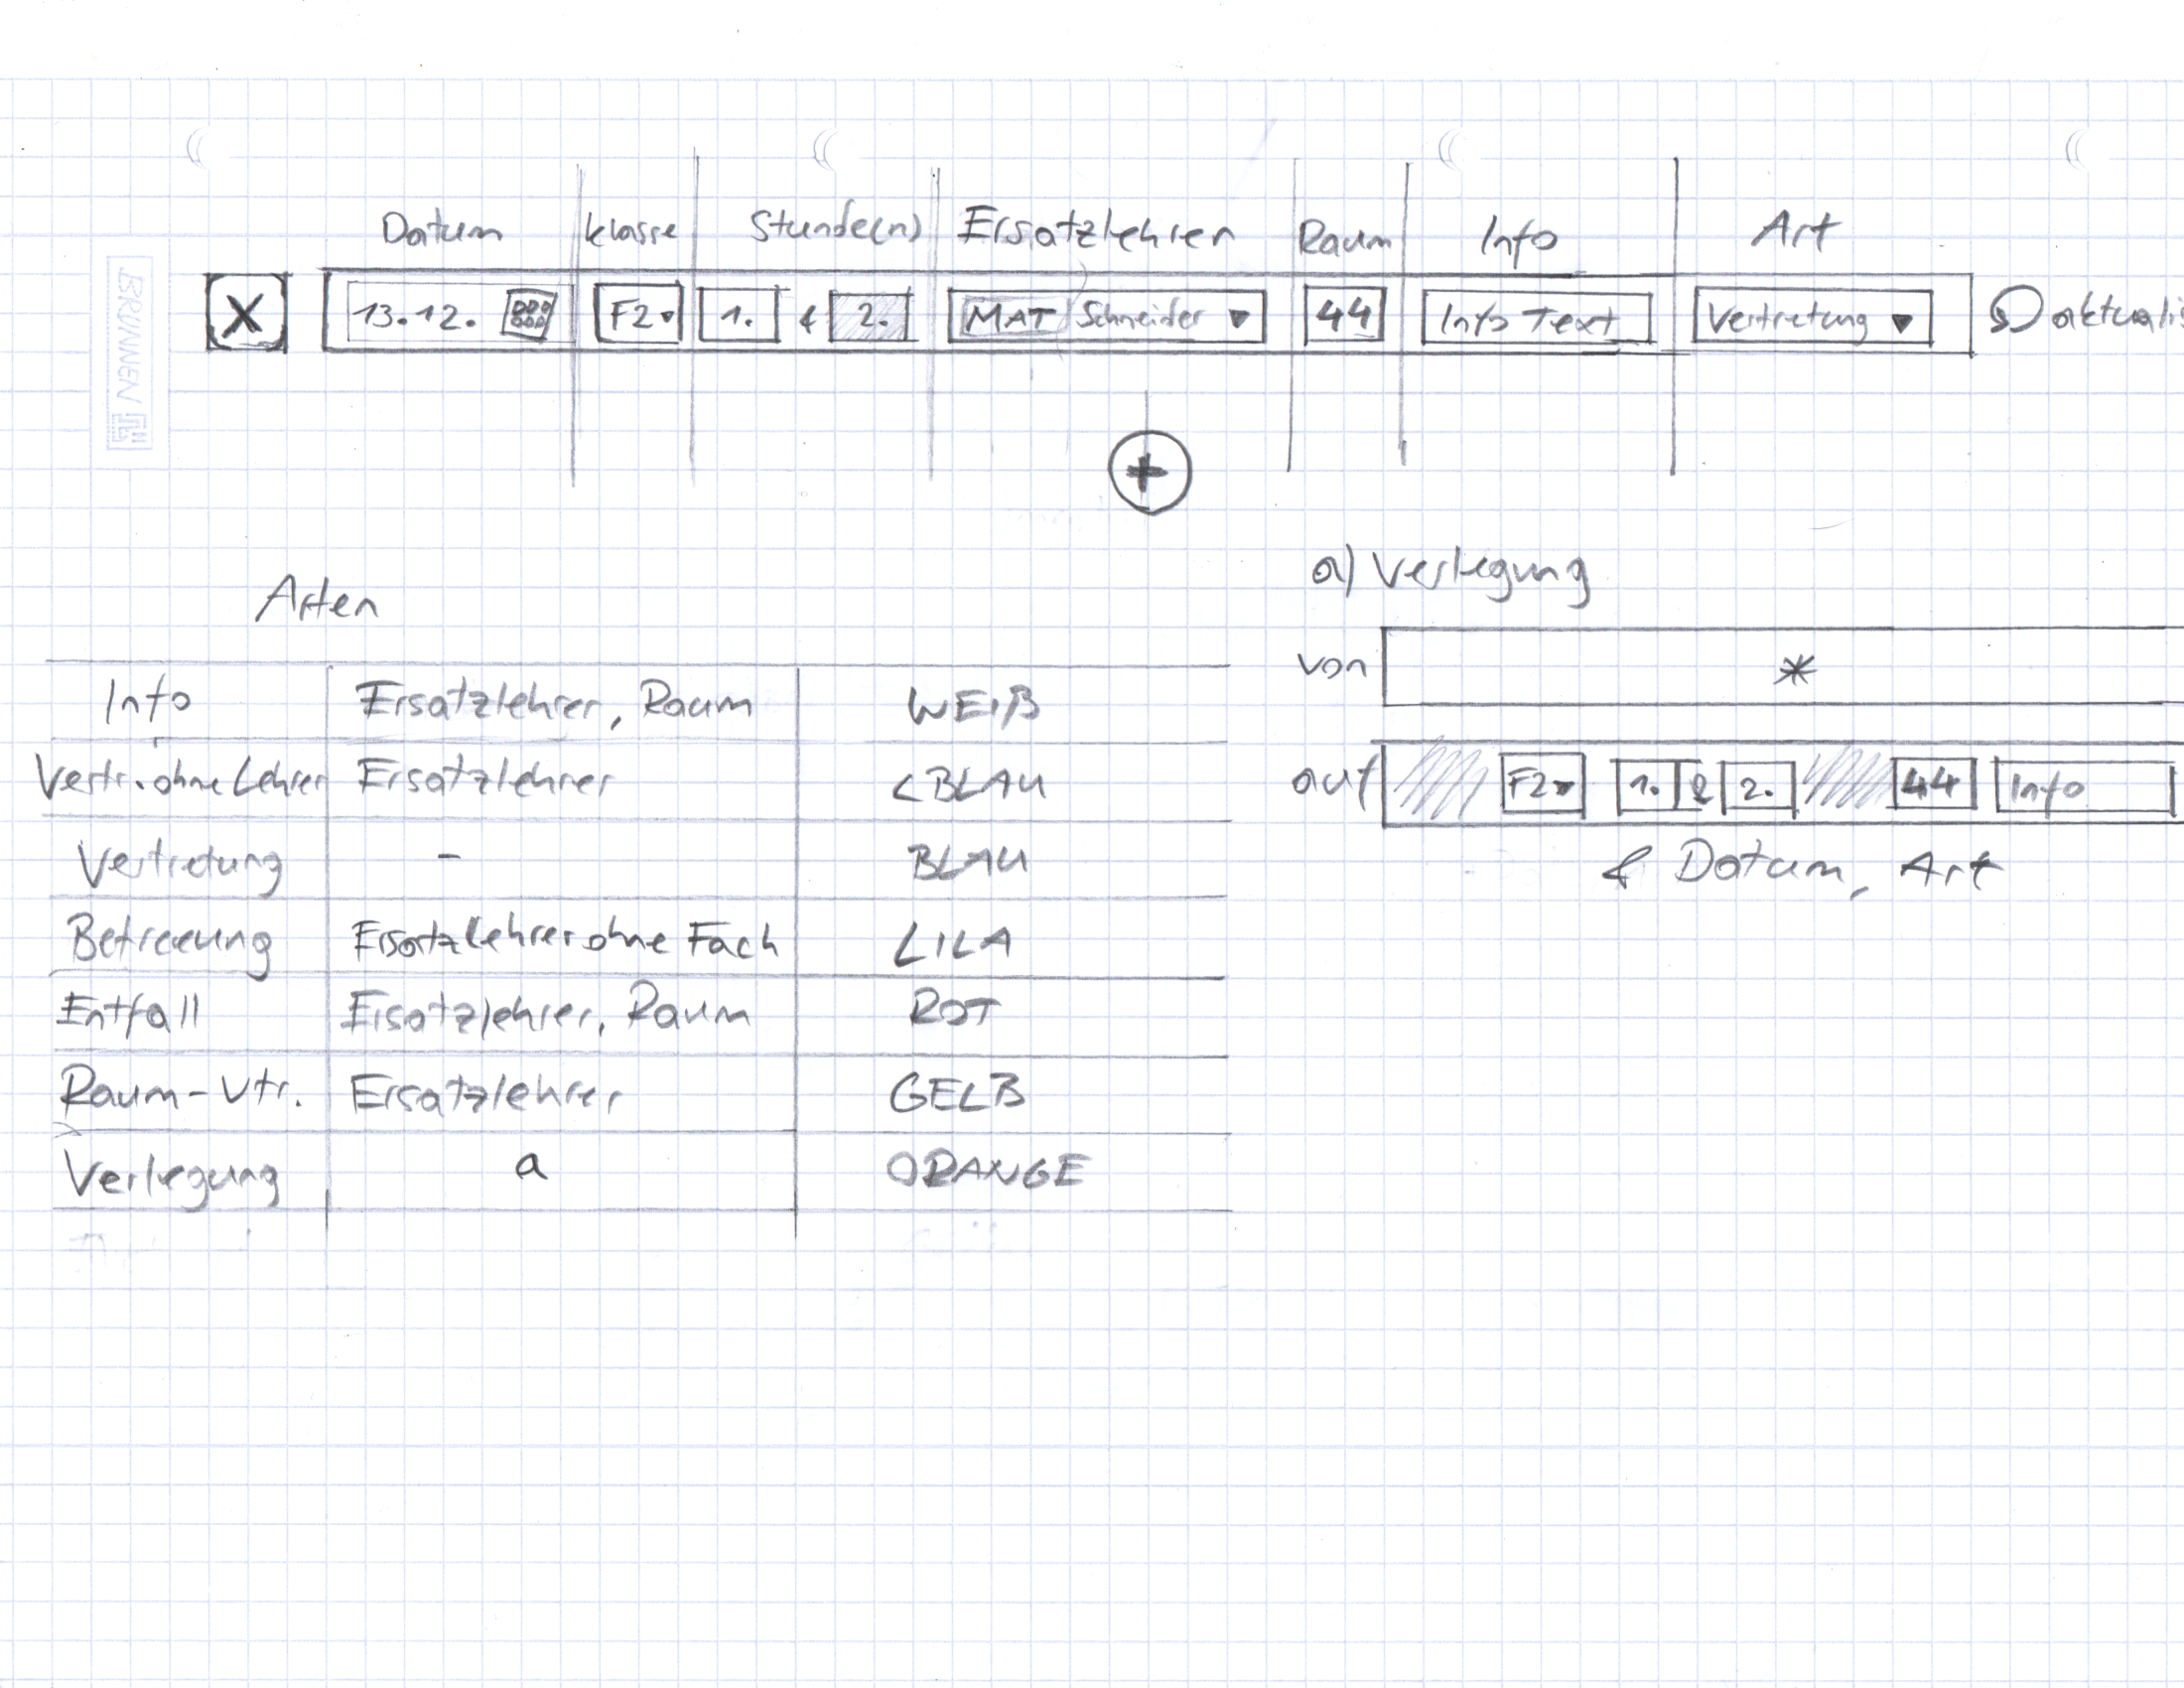 Datum Klasse Stunde(n) Ersatzlehrer Raum Info Art
X 13.12. F2 1. & 2. MAT Schneider 44 Info Text Vertretung aktualis
BRUNNEN
+
Arten
Info Ersatzlehrer, Raum WEIß
Vertr. ohne Lehrer Ersatzlehrer <BLAU
Vertretung - BLAU
Betreuung Ersatzlehrer ohne Fach LILA
Entfall Ersatzlehrer, Raum ROT
Raum-Vtr. Ersatzlehrer GELB
Verlegung a ORANGE
a) Verlegung
von *
auf F2 1. & 2. 44 Info
& Datum, Art